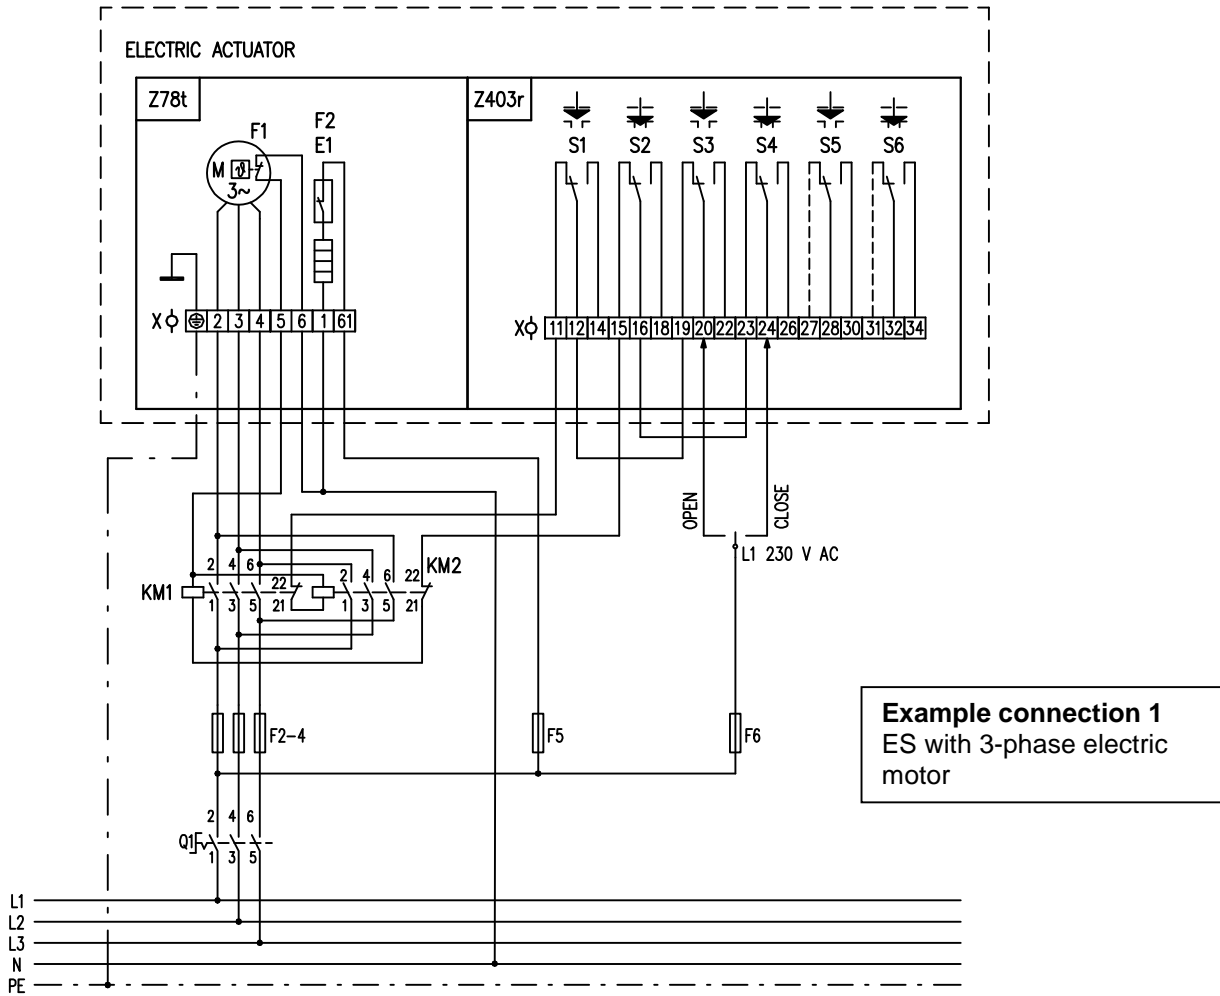 ELECTRIC ACTUATOR
Z78t
Z403r
F1
F2
E1
M
ϑ
3~
S1 S2 S3 S4 S5 S6
X 2 3 4 5 6 1 61
X 11 12 14 15 16 18 19 20 22 23 24 26 27 28 30 31 32 34
OPEN
CLOSE
L1 230 V AC
KM1
2 4 6 22
1 3 5 21
KM2
2 4 6 22
1 3 5 21
F2-4
F5
F6
Example connection 1
ES with 3-phase electric
motor
2 4 6
Q1
1 3 5
L1
L2
L3
N
PE